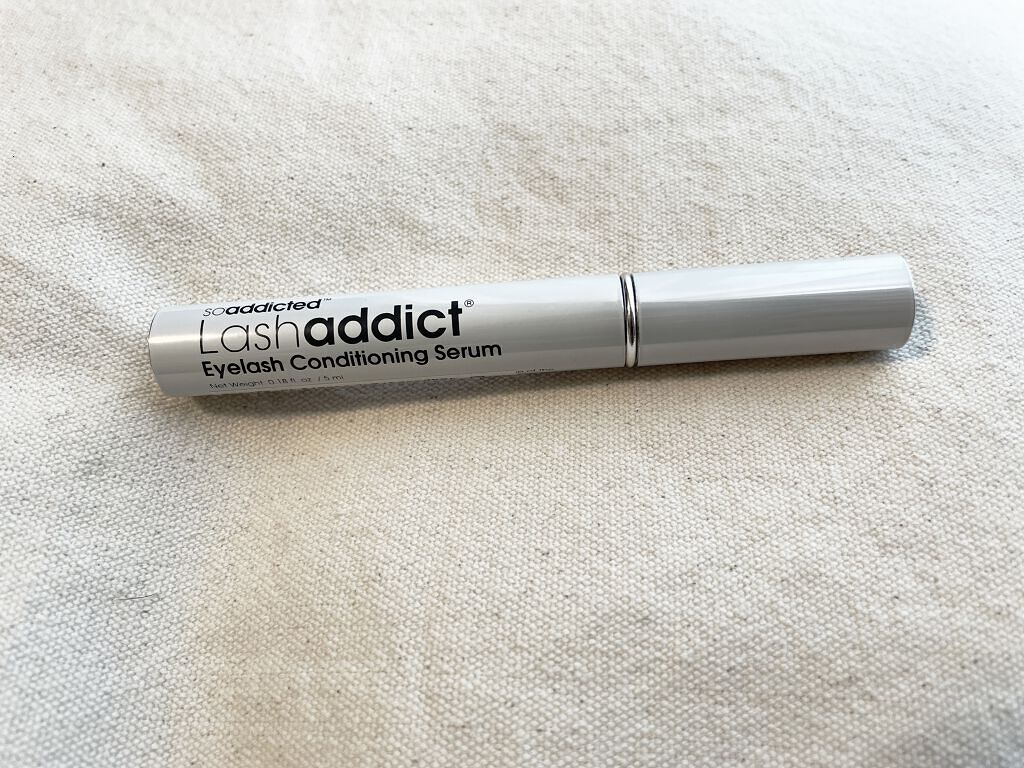 SOaddicted™
Lashaddict®
Eyelash Conditioning Serum
Net Weight 0.18 fl. oz. / 5 ml